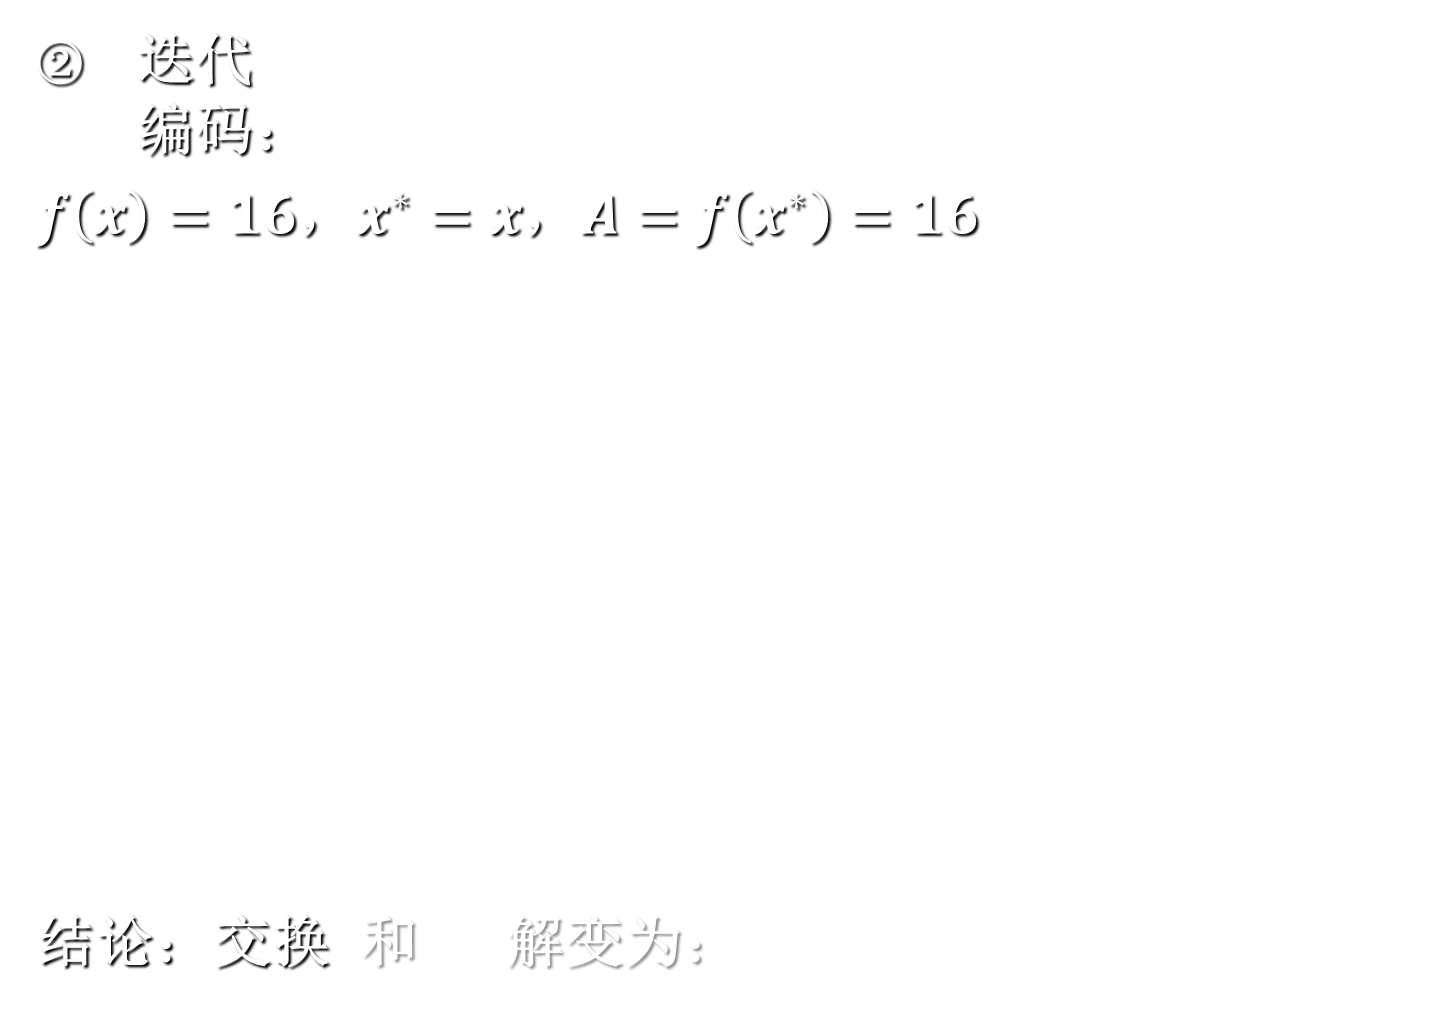 ② 迭代
编码：
f(x) = 16，x* = x，A = f(x*) = 16
结论：交换 和 解变为：